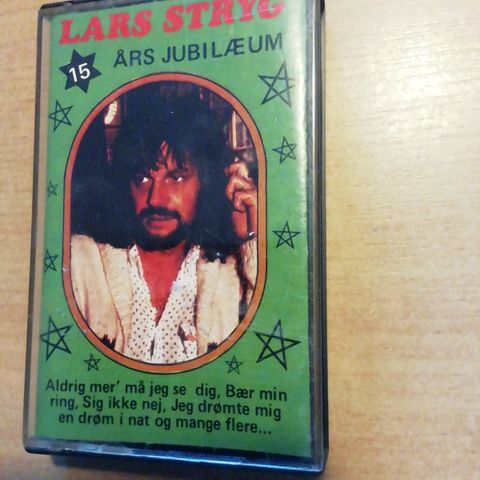 LARS STRYG
15
ÅRS JUBILÆUM
Aldrig mer' må jeg se dig, Bær min
ring, Sig ikke nej, Jeg drømte mig
en drøm i nat og mange flere...